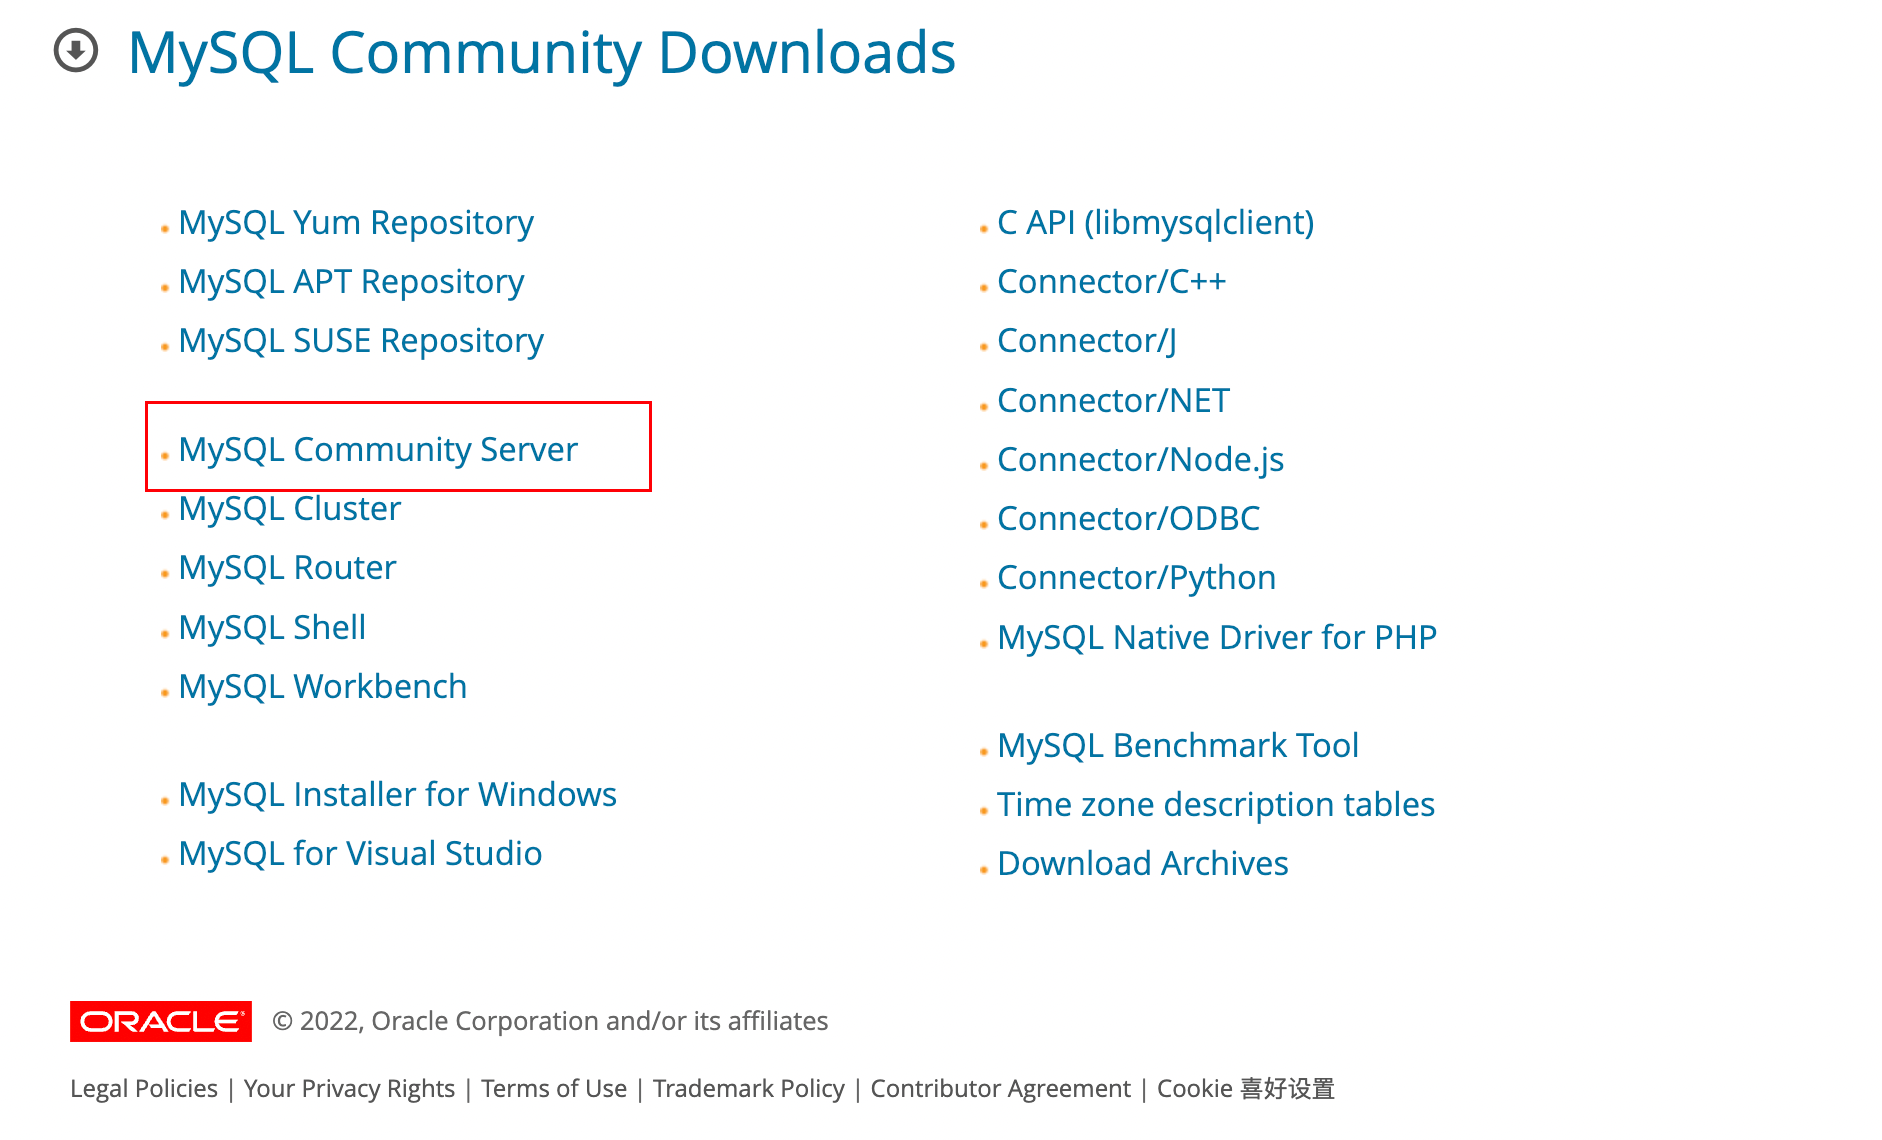 MySQL Community Downloads
MySQL Yum Repository
MySQL APT Repository
MySQL SUSE Repository
MySQL Community Server
MySQL Cluster
MySQL Router
MySQL Shell
MySQL Workbench
MySQL Installer for Windows
MySQL for Visual Studio
C API (libmysqlclient)
Connector/C++
Connector/J
Connector/NET
Connector/Node.js
Connector/ODBC
Connector/Python
MySQL Native Driver for PHP
MySQL Benchmark Tool
Time zone description tables
Download Archives
ORACLE® © 2022, Oracle Corporation and/or its affiliates
Legal Policies | Your Privacy Rights | Terms of Use | Trademark Policy | Contributor Agreement | Cookie 喜好设置